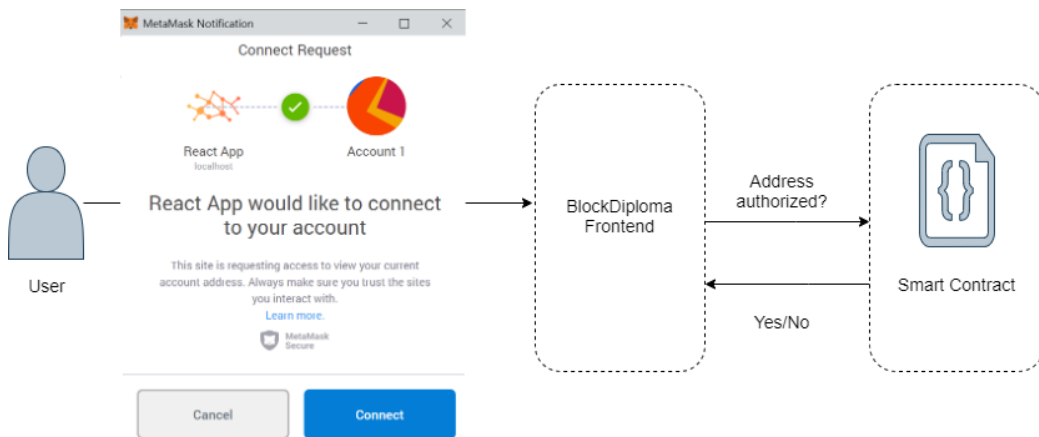 MetaMask Notification
Connect Request
React App
localhost
Account 1
React App would like to connect
to your account
This site is requesting access to view your current
account address. Always make sure you trust the sites
you interact with.
Learn more.
MetaMask
Secure
Cancel
Connect
User
BlockDiploma
Frontend
Address
authorized?
Yes/No
Smart Contract